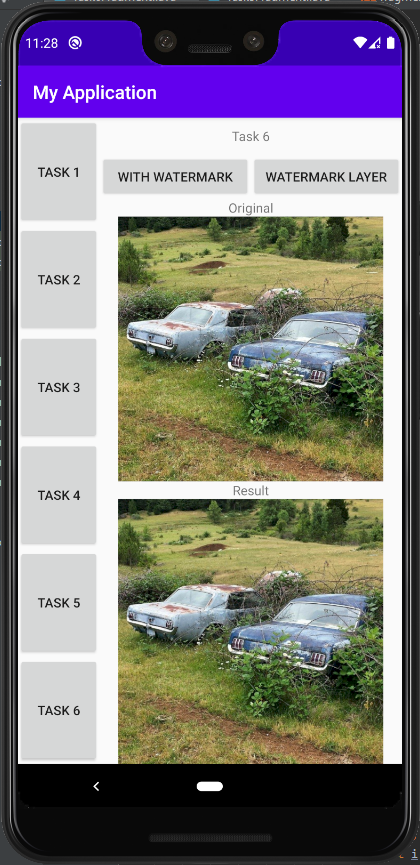 11:28
My Application
TASK 1
TASK 2
TASK 3
TASK 4
TASK 5
TASK 6
Task 6
WITH WATERMARK
WATERMARK LAYER
Original
Result